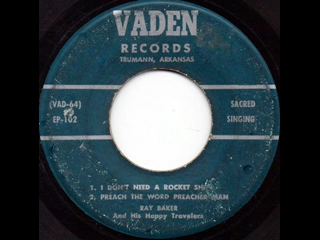 VADEN
RECORDS
TRUMANN, ARKANSAS
(VAD-64)
EP-102
SACRED
SINGING
1. I DON'T NEED A ROCKET SHIP
2. PREACH THE WORD PREACHER MAN
RAY BAKER
And His Happy Travelers